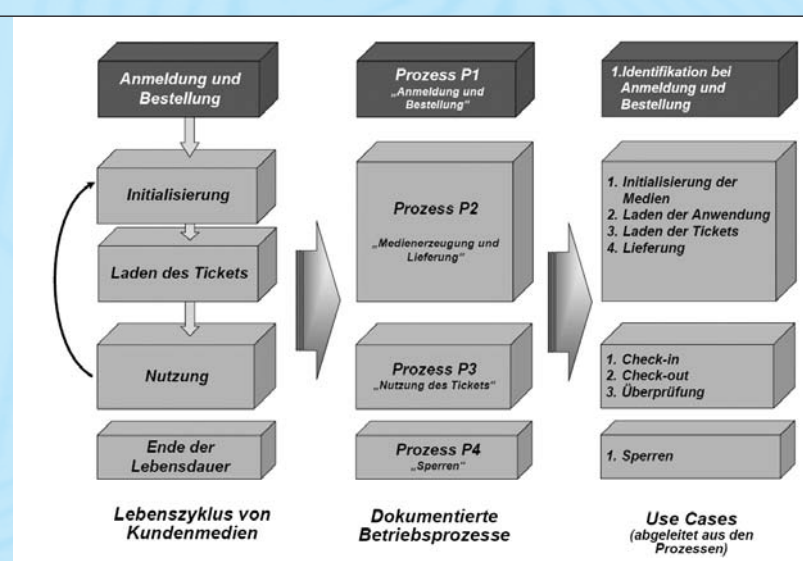 Anmeldung und
Bestellung
Initialisierung
Laden des Tickets
Nutzung
Ende der
Lebensdauer
Lebenszyklus von
Kundenmedien
Prozess P1
„Anmeldung und
Bestellung“
Prozess P2
„Medienerzeugung und
Lieferung“
Prozess P3
„Nutzung des Tickets“
Prozess P4
„Sperren“
Dokumentierte
Betriebsprozesse
1.Identifikation bei
Anmeldung und
Bestellung
1. Initialisierung der
Medien
2. Laden der Anwendung
3. Laden der Tickets
4. Lieferung
1. Check-in
2. Check-out
3. Überprüfung
1. Sperren
Use Cases
(abgeleitet aus den
Prozessen)